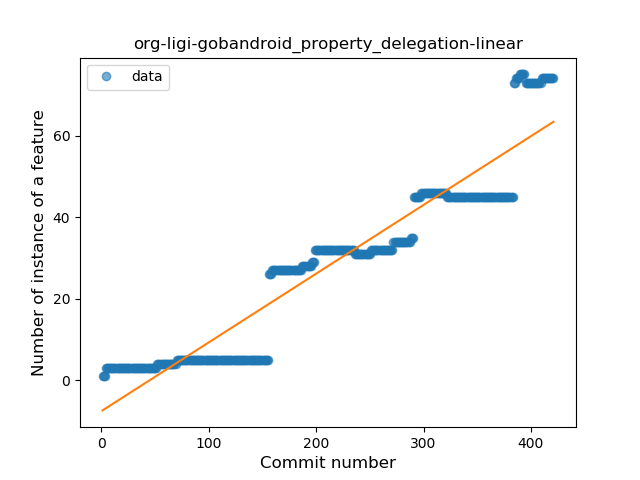 org-ligi-gobandroid_property_delegation-linear
data
Number of instance of a feature
60
40
20
0
0 100 200 300 400
Commit number